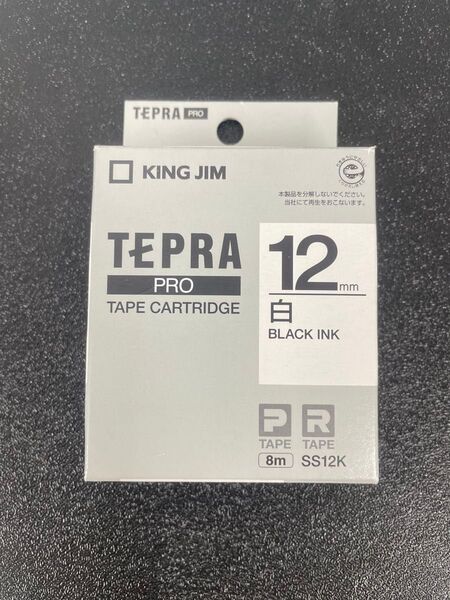 TEPRA PRO
KING JIM
本製品を分解しないでください。
当社にて再生をおこないます。
TEPRA
PRO
TAPE CARTRIDGE
12mm
白
BLACK INK
P R
TAPE TAPE
8m SS12K